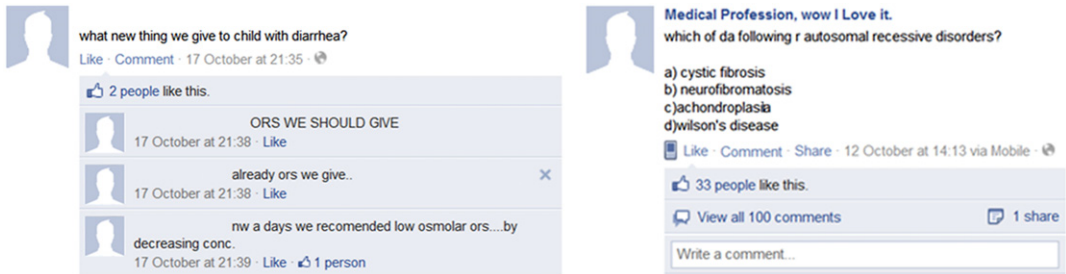 what new thing we give to child with diarrhea?
Like · Comment · 17 October at 21:35 ·
2 people like this.
ORS WE SHOULD GIVE
17 October at 21:38 · Like
already ors we give..
17 October at 21:38 · Like
nw a days we recomended low osmolar ors....by
decreasing conc.
17 October at 21:39 · Like · 1 person
Medical Profession, wow I Love it.
which of da following r autosomal recessive disorders?
a) cystic fibrosis
b) neurofibromatosis
c)achondroplasia
d)wilson's disease
Like · Comment · Share · 12 October at 14:13 via Mobile ·
33 people like this.
View all 100 comments
1 share
Write a comment...